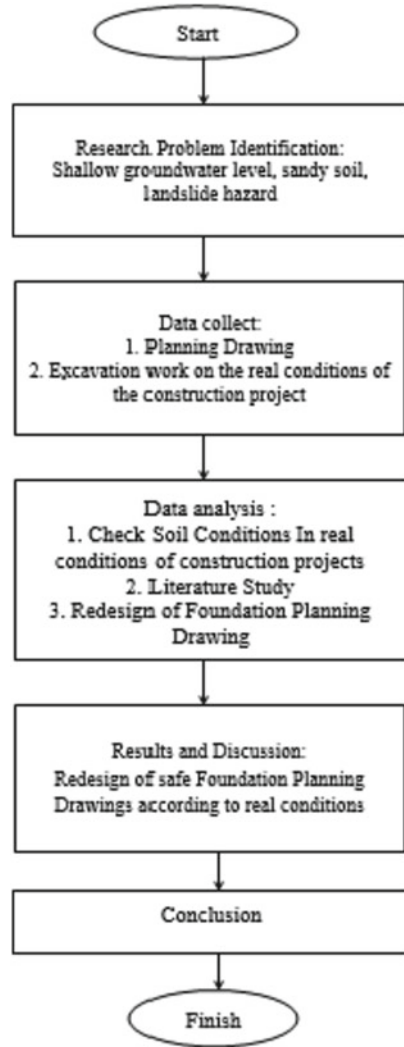 Start
Research Problem Identification:
Shallow groundwater level, sandy soil,
landslide hazard
Data collect:
1. Planning Drawing
2. Excavation work on the real conditions of
the construction project
Data analysis :
1. Check Soil Conditions In real
conditions of construction projects
2. Literature Study
3. Redesign of Foundation Planning
Drawing
Results and Discussion:
Redesign of safe Foundation Planning
Drawings according to real conditions
Conclusion
Finish